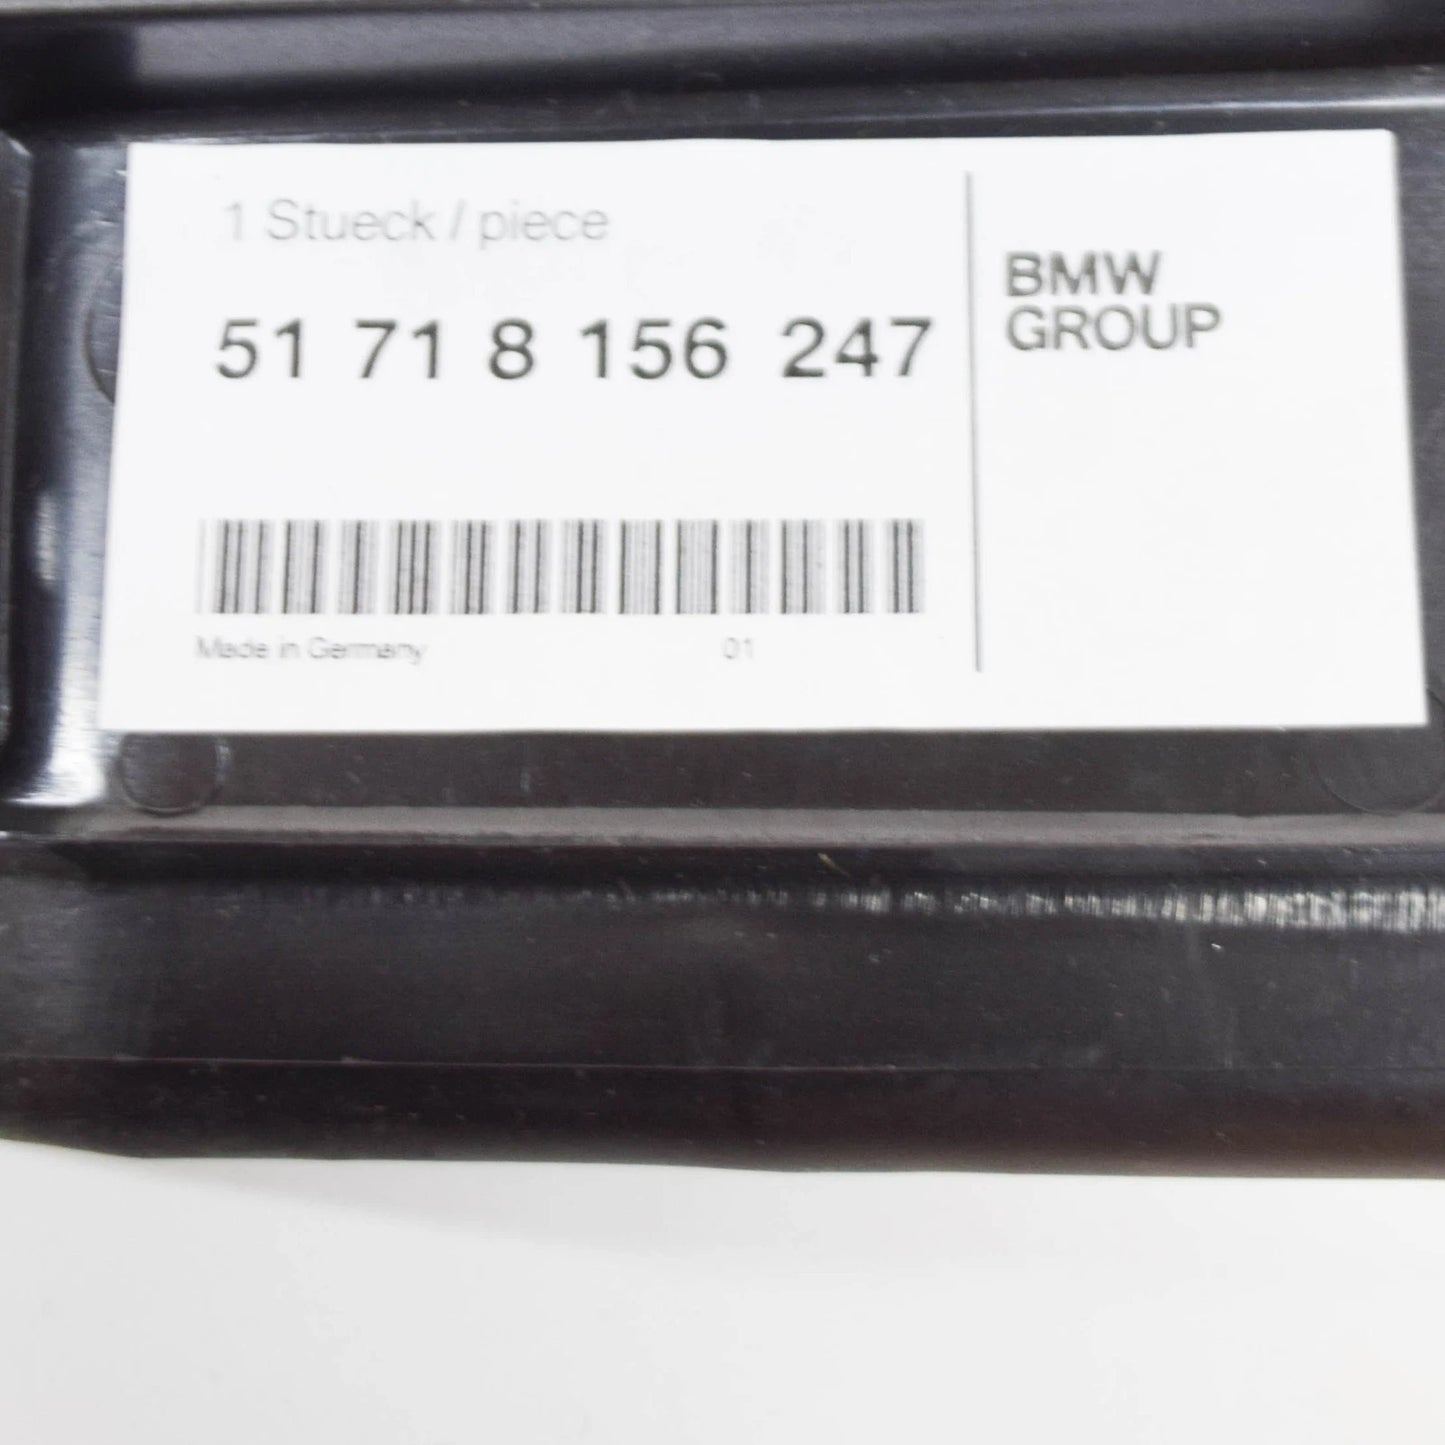 1 Stueck / piece
51 71 8 156 247
BMW
GROUP
Made in Germany 01